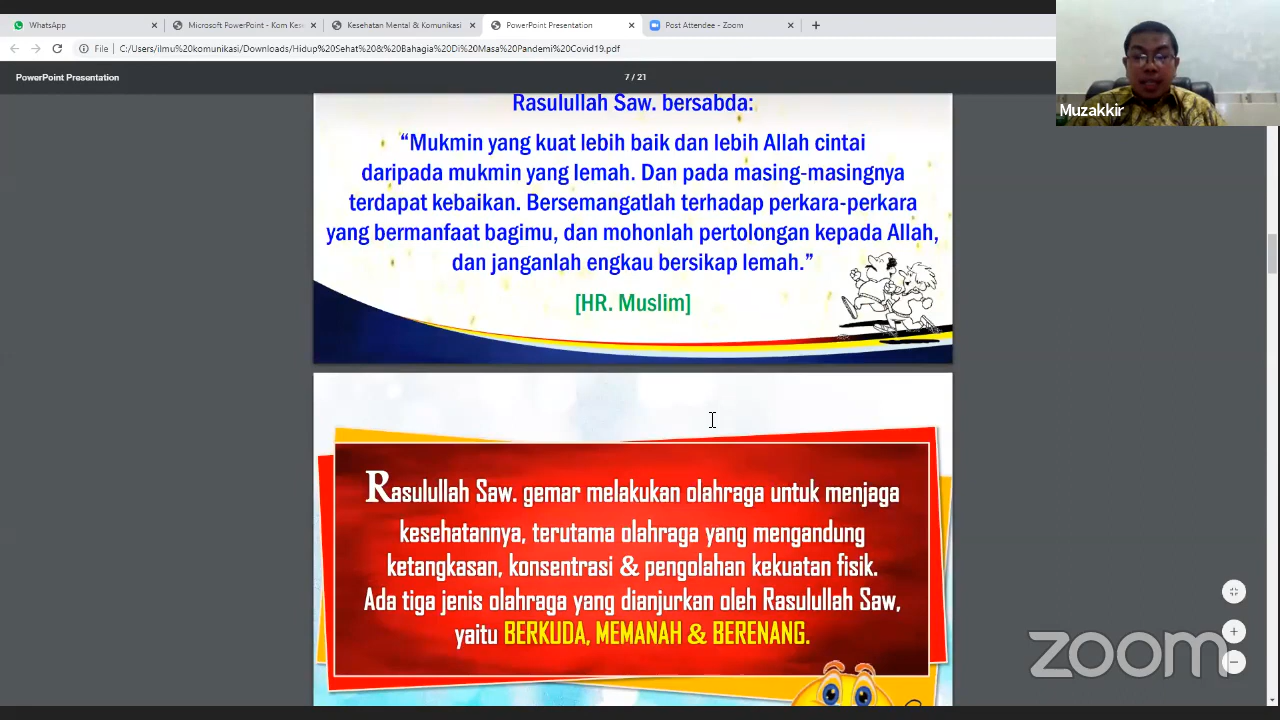 WhatsApp
Microsoft PowerPoint - Kom Kes
Kesehatan Mental & Komunikasi
PowerPoint Presentation
Post Attendee - Zoom
File
C:/Users/ilmu%20komunikasi/Downloads/Hidup%20Sehat%20&%20Bahagia%20Di%20Masa%20Pandemi%20Covid19.pdf
PowerPoint Presentation
7 / 21
Muzakkir
Rasulullah Saw. bersabda:
“Mukmin yang kuat lebih baik dan lebih Allah cintai
daripada mukmin yang lemah. Dan pada masing-masingnya
terdapat kebaikan. Bersemangatlah terhadap perkara-perkara
yang bermanfaat bagimu, dan mohonlah pertolongan kepada Allah,
dan janganlah engkau bersikap lemah.”
[HR. Muslim]
Rasulullah Saw. gemar melakukan olahraga untuk menjaga
kesehatannya, terutama olahraga yang mengandung
ketangkasan, konsentrasi & pengolahan kekuatan fisik.
Ada tiga jenis olahraga yang dianjurkan oleh Rasulullah Saw,
yaitu BERKUDA, MEMANAH & BERENANG.
zoom